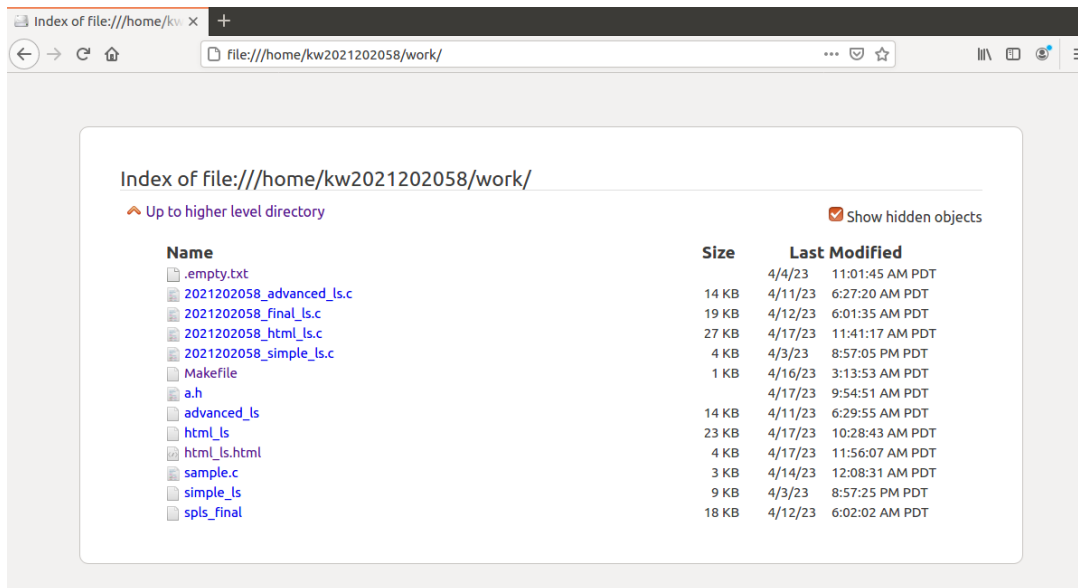 Index of file:///home/kw
file:///home/kw2021202058/work/
Index of file:///home/kw2021202058/work/
Up to higher level directory
Show hidden objects
Name Size Last Modified
.empty.txt 4/4/23 11:01:45 AM PDT
2021202058_advanced_ls.c 14 KB 4/11/23 6:27:20 AM PDT
2021202058_final_ls.c 19 KB 4/12/23 6:01:35 AM PDT
2021202058_html_ls.c 27 KB 4/17/23 11:41:17 AM PDT
2021202058_simple_ls.c 4 KB 4/3/23 8:57:05 PM PDT
Makefile 1 KB 4/16/23 3:13:53 AM PDT
a.h 4/17/23 9:54:51 AM PDT
advanced_ls 14 KB 4/11/23 6:29:55 AM PDT
html_ls 23 KB 4/17/23 10:28:43 AM PDT
html_ls.html 4 KB 4/17/23 11:56:07 AM PDT
sample.c 3 KB 4/14/23 12:08:31 AM PDT
simple_ls 9 KB 4/3/23 8:57:25 PM PDT
spls_final 18 KB 4/12/23 6:02:02 AM PDT